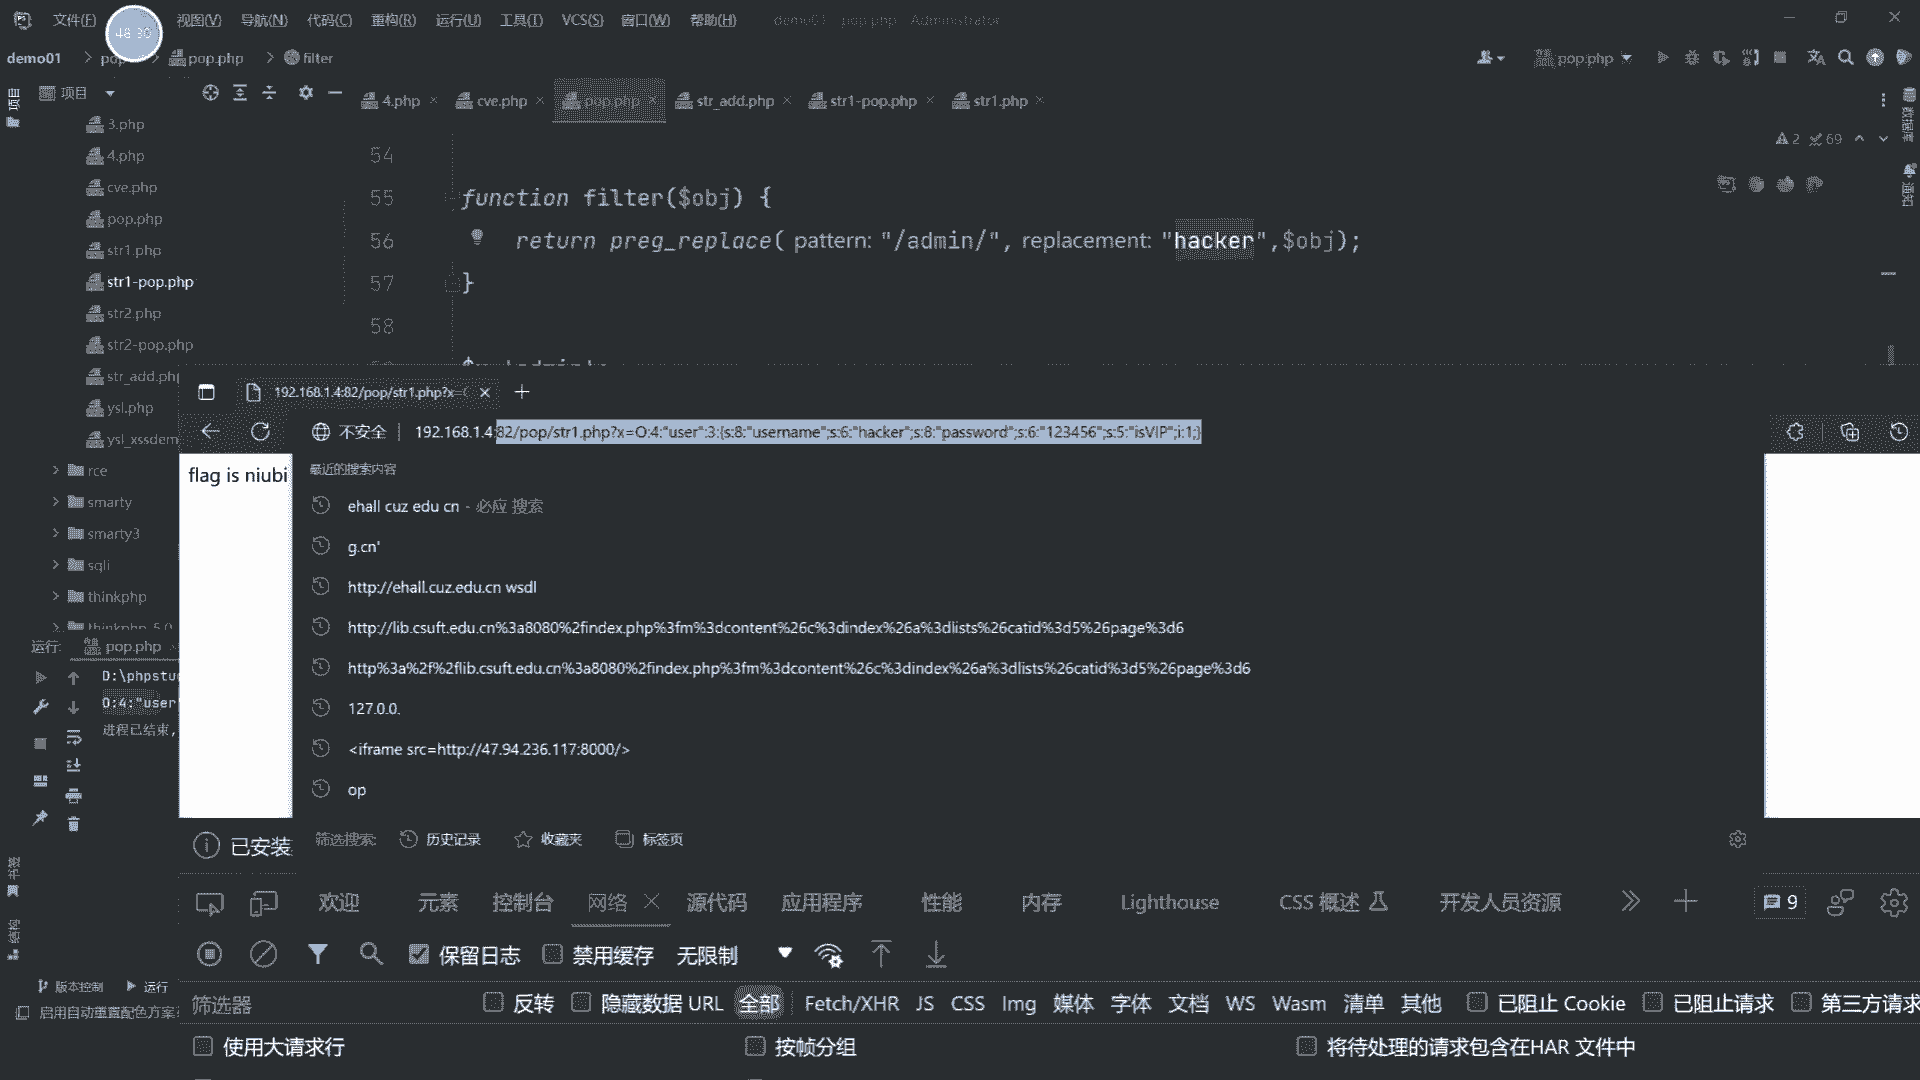 文件(F)
视图(V) 导航(N) 代码(C) 重构(R) 运行(U) 工具(T) VCS(S) 窗口(W) 帮助(H) demo01 pop.php Administrator
48:30
demo01 pop pop.php filter
pop.php
项目
项目
4.php cve.php pop.php str_add.php str1-pop.php str1.php
数据库
通知
2 69
3.php
4.php
cve.php
pop.php
str1.php
str1-pop.php
str2.php
str2-pop.php
str_add.php
ysl.php
ysl_xssdem
rce
smarty
smarty3
sqli
thinkphp
thinkphp_5.0
54
55 function filter($obj) {
56 return preg_replace( pattern: "/admin/", replacement: "hacker",$obj);
57 }
58
192.168.1.4:82/pop/str1.php?x=
不安全 192.168.1.4:82/pop/str1.php?x=O:4:"user":3:{s:8:"username";s:6:"hacker";s:8:"password";s:6:"123456";s:5:"isVIP";i:1;}
flag is niubi
最近的搜索内容
ehall cuz edu cn - 必应 搜索
g.cn'
http://ehall.cuz.edu.cn wsdl
http://lib.csuft.edu.cn%3a8080%2findex.php%3fm%3dcontent%26c%3dindex%26a%3dlists%26catid%3d5%26page%3d6
http%3a%2f%2flib.csuft.edu.cn%3a8080%2findex.php%3fm%3dcontent%26c%3dindex%26a%3dlists%26catid%3d5%26page%3d6
127.0.0.
<iframe src=http://47.94.236.117:8000/>
op
筛选搜索: 历史记录 收藏夹 标签页
运行: pop.php
D:\phpstu
O:4:"user
进程已结束,
书签
结构
版本控制 运行
启用自动重置配色方案
已安装
欢迎 元素 控制台 网络 源代码 应用程序 性能 内存 Lighthouse CSS 概述 开发人员资源 9
保留日志 禁用缓存 无限制
筛选器 反转 隐藏数据 URL 全部 Fetch/XHR JS CSS Img 媒体 字体 文档 WS Wasm 清单 其他 已阻止 Cookie 已阻止请求 第三方请求
使用大请求行 按帧分组 将待处理的请求包含在HAR 文件中